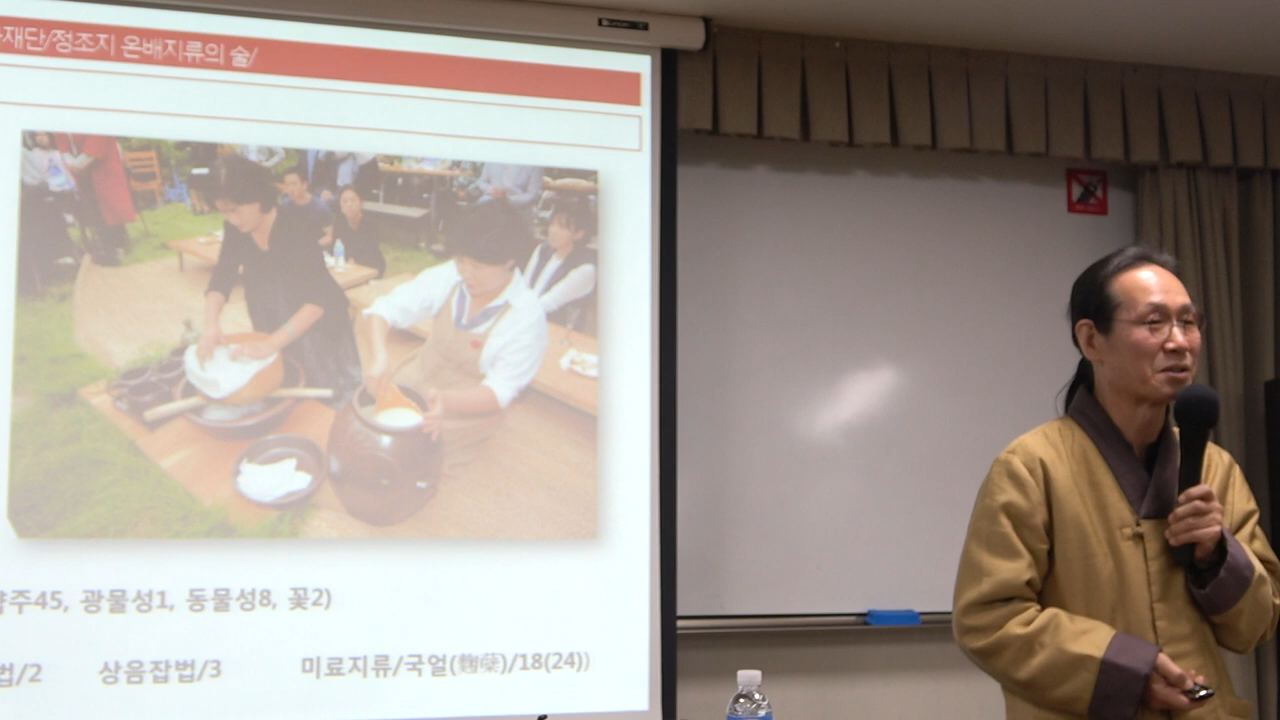 재단/정조지 온배지류의 술/
약주45, 광물성1, 동물성8, 꽃2)
법/2 상음잡법/3 미료지류/국얼(麴蘖)/18(24))